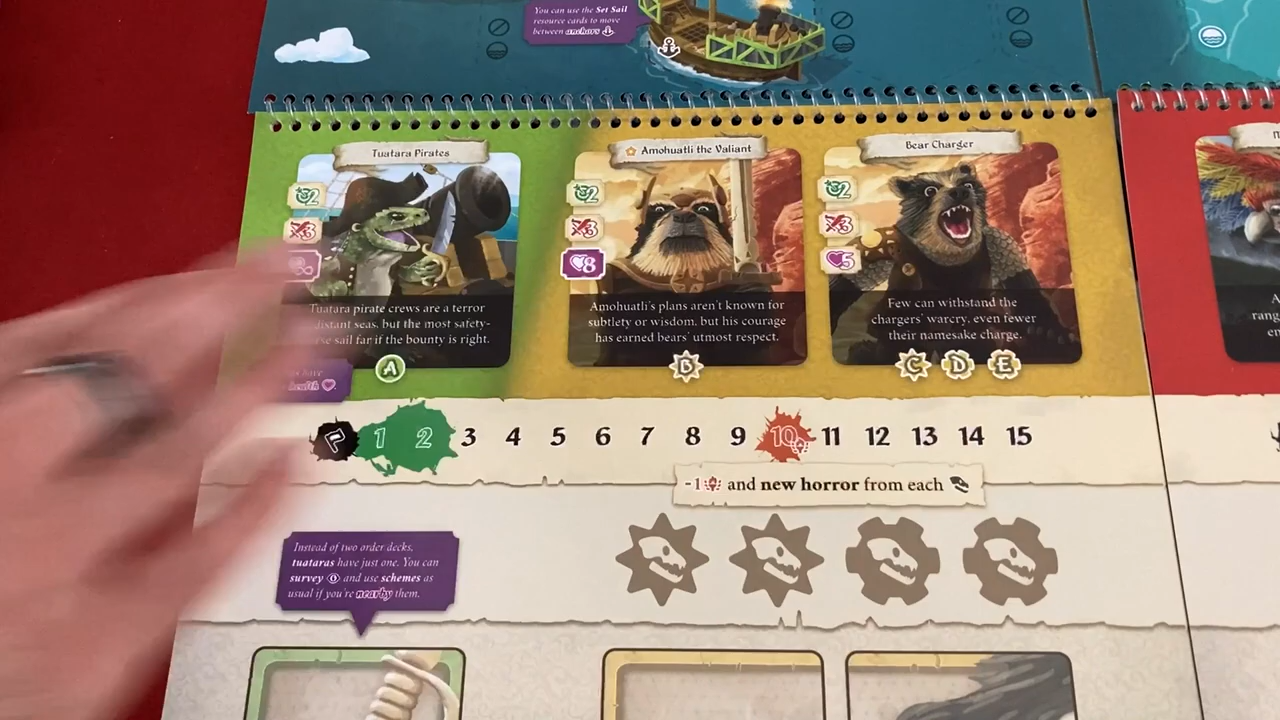 You can use the Set Sail
resource cards to move
between anchors
Tuatara Pirates
2
3
Tuatara pirate crews are a terror
distant seas, but the most safety-
sail far if the bounty is right.
A
have
health
Amohuatli the Valiant
2
3
8
Amohuatli's plans aren't known for
subtlety or wisdom, but his courage
has earned bears' utmost respect.
B
Bear Charger
2
3
5
Few can withstand the
chargers' warcry, even fewer
their namesake charge.
C D E
1 2 3 4 5 6 7 8 9 10 11 12 13 14 15
-1 and new horror from each
Instead of two order decks,
tuataras have just one. You can
survey and use schemes as
usual if you're nearby them.